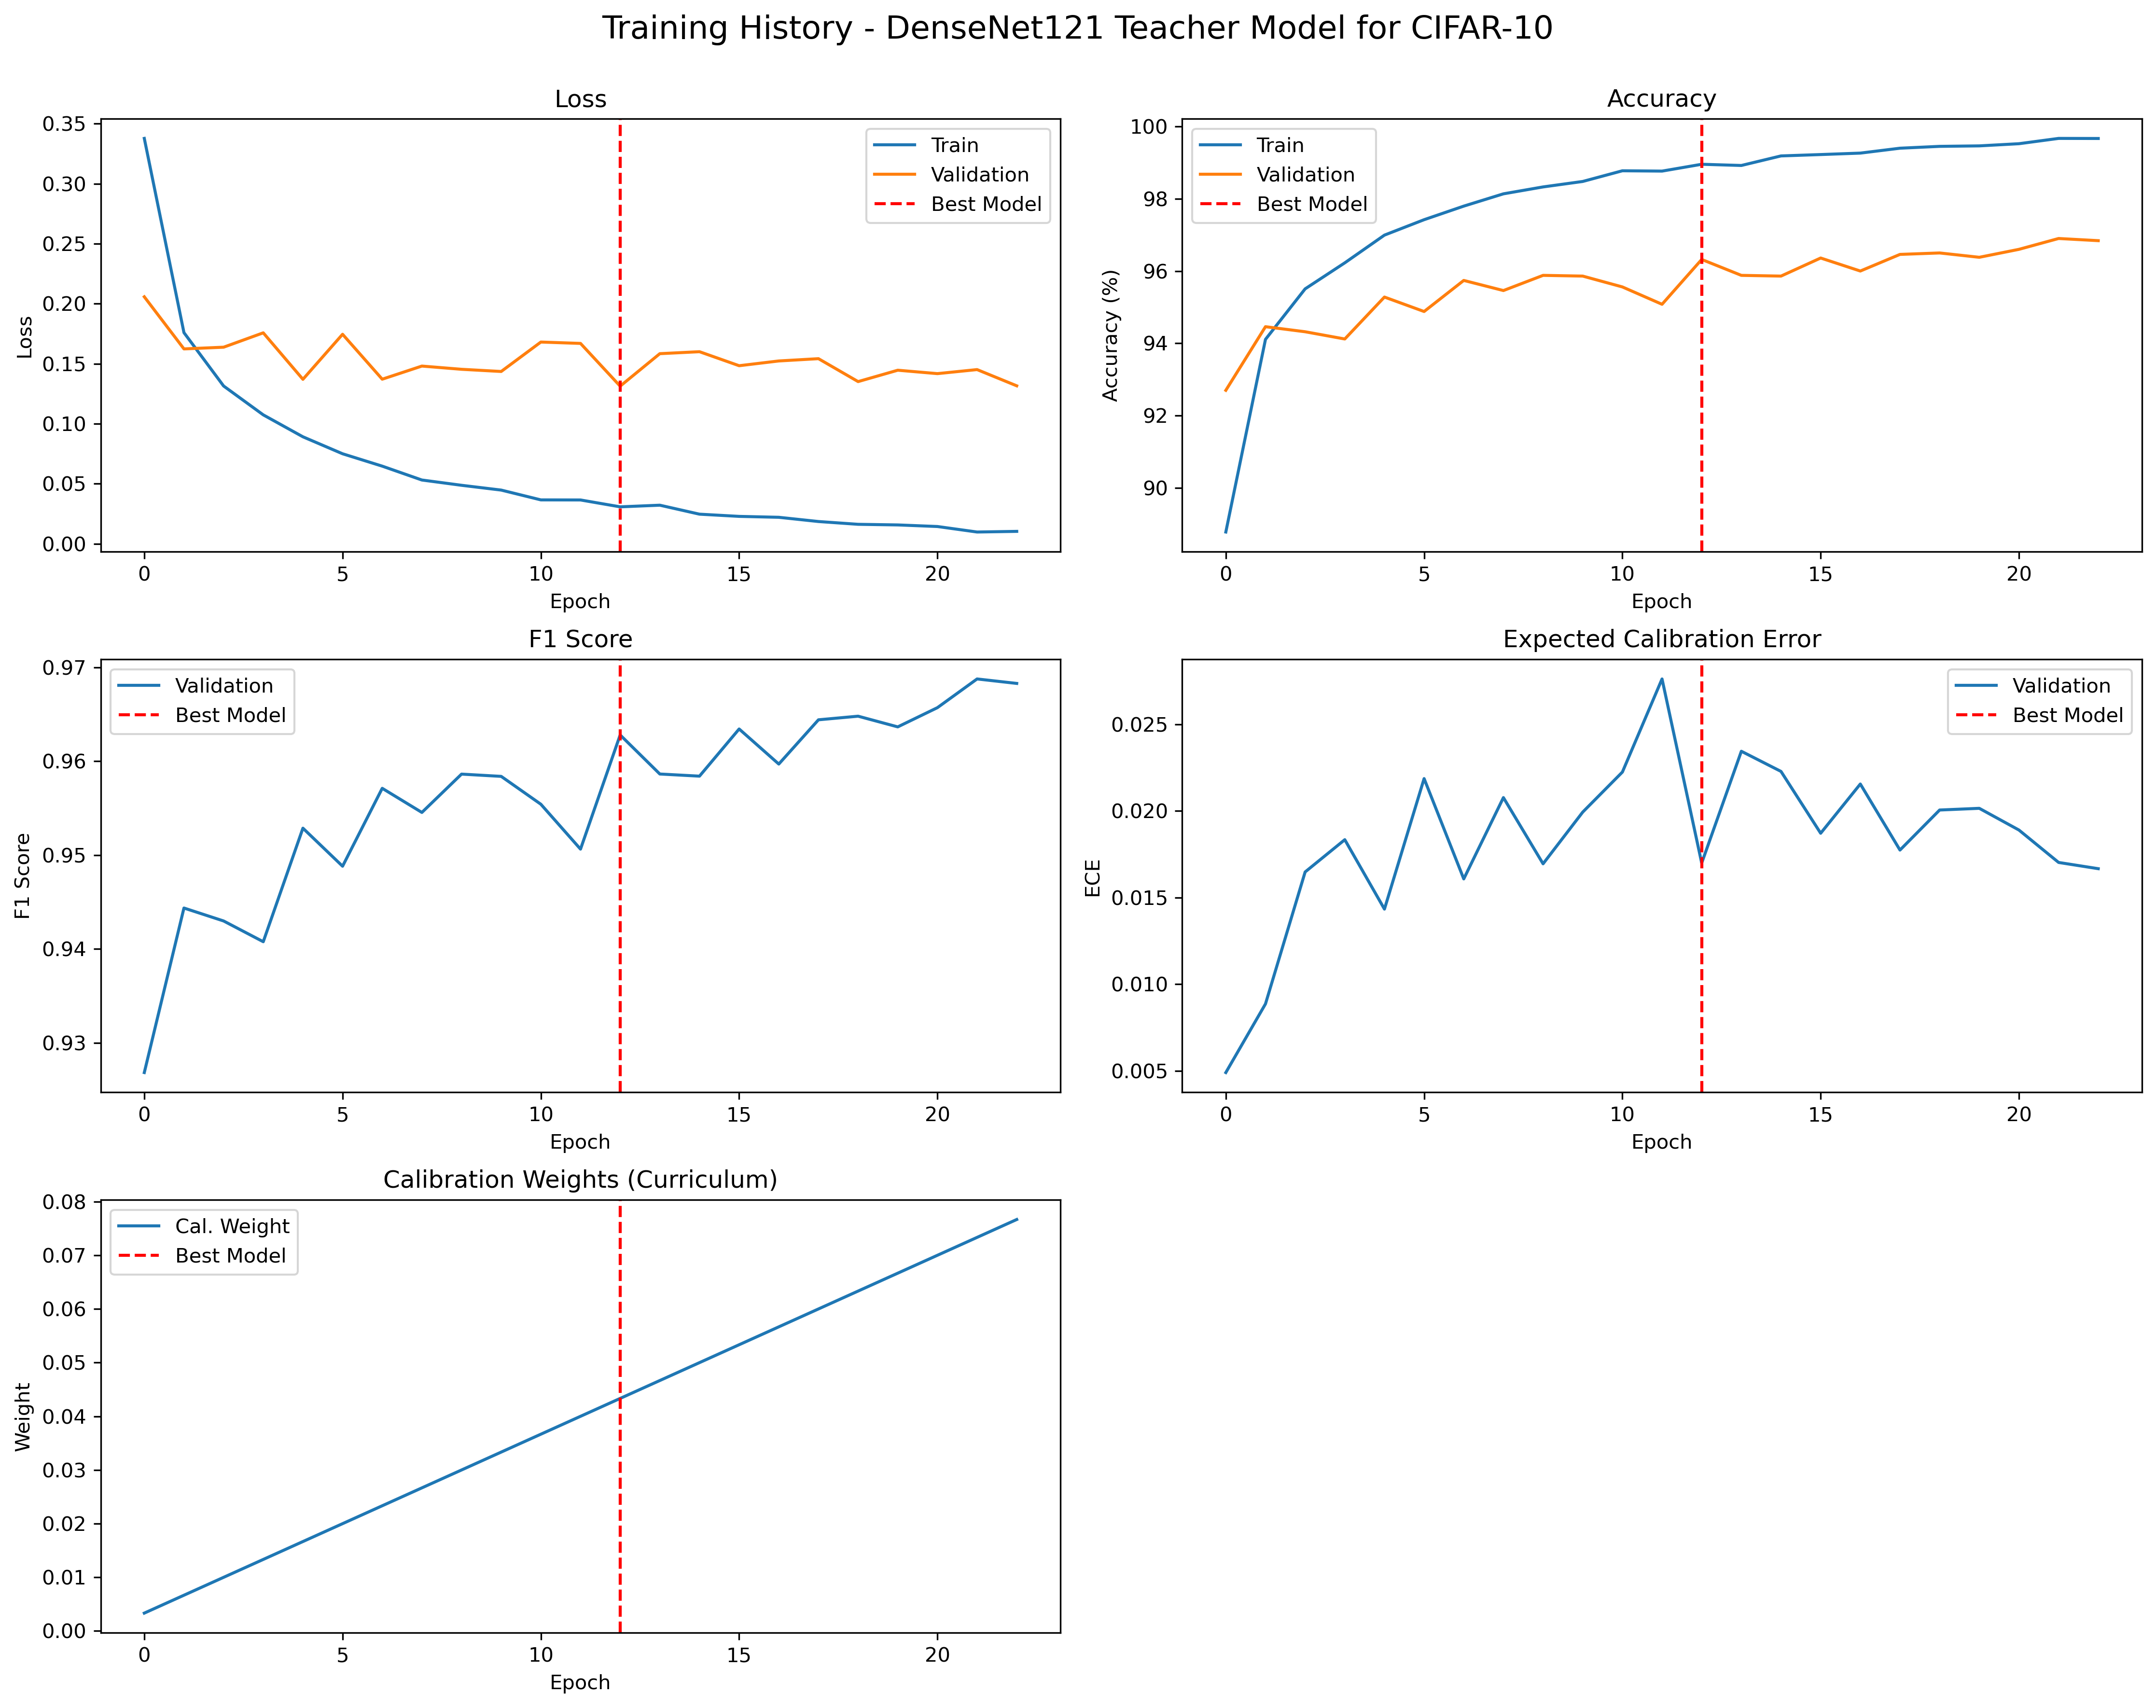 Training History - DenseNet121 Teacher Model for CIFAR-10
Loss
Loss
0.35
0.30
0.25
0.20
0.15
0.10
0.05
0.00
Train
Validation
Best Model
0 5 10 15 20
Epoch
Accuracy
Accuracy (%)
100
98
96
94
92
90
Train
Validation
Best Model
0 5 10 15 20
Epoch
F1 Score
F1 Score
0.97
0.96
0.95
0.94
0.93
Validation
Best Model
0 5 10 15 20
Epoch
Expected Calibration Error
ECE
0.025
0.020
0.015
0.010
0.005
Validation
Best Model
0 5 10 15 20
Epoch
Calibration Weights (Curriculum)
Weight
0.08
0.07
0.06
0.05
0.04
0.03
0.02
0.01
0.00
Cal. Weight
Best Model
0 5 10 15 20
Epoch